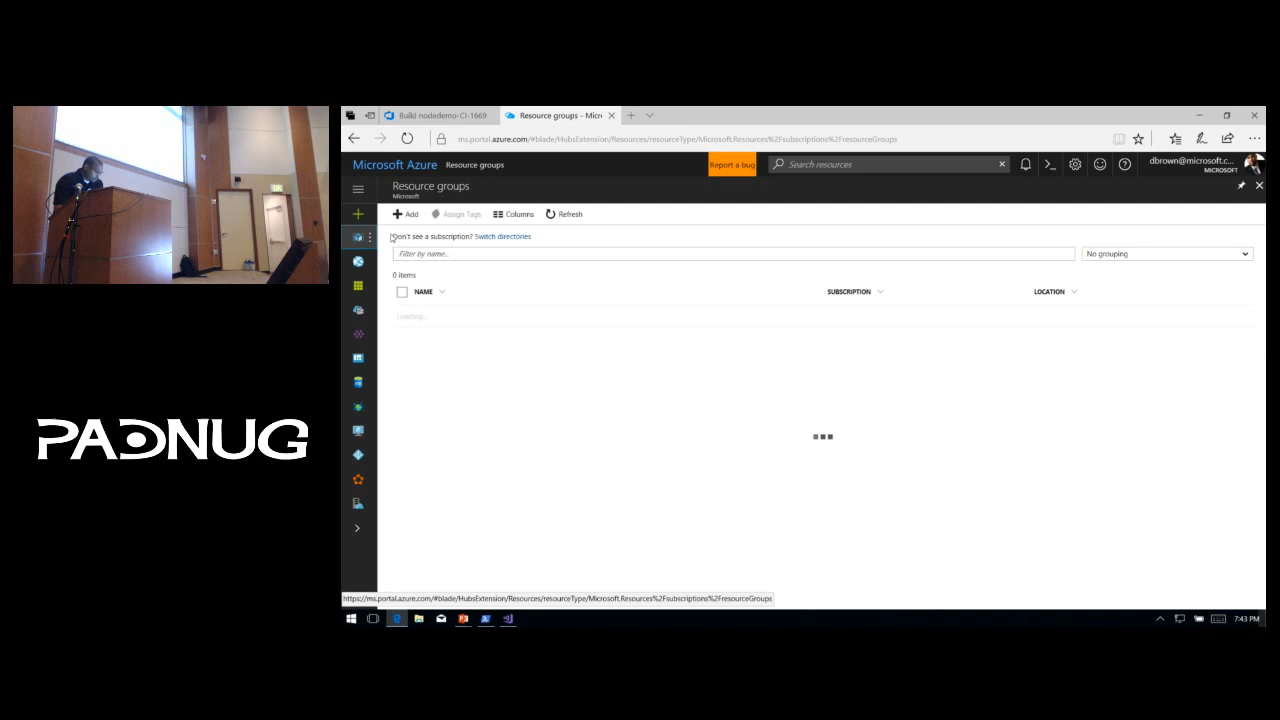 PADNUG
Build nodedemo-CI-1669
Resource groups - Micr
ms.portal.azure.com/#blade/HubsExtension/Resources/resourceType/Microsoft.Resources%2Fsubscriptions%2FresourceGroups
Microsoft Azure Resource groups
Report a bug
Search resources
dbrown@microsoft.c...
MICROSOFT
Resource groups
Microsoft
Add Assign Tags Columns Refresh
Don't see a subscription? Switch directories
Filter by name...
No grouping
0 items
NAME SUBSCRIPTION LOCATION
Loading...
https://ms.portal.azure.com/#blade/HubsExtension/Resources/resourceType/Microsoft.Resources%2Fsubscriptions%2FresourceGroups
7:43 PM